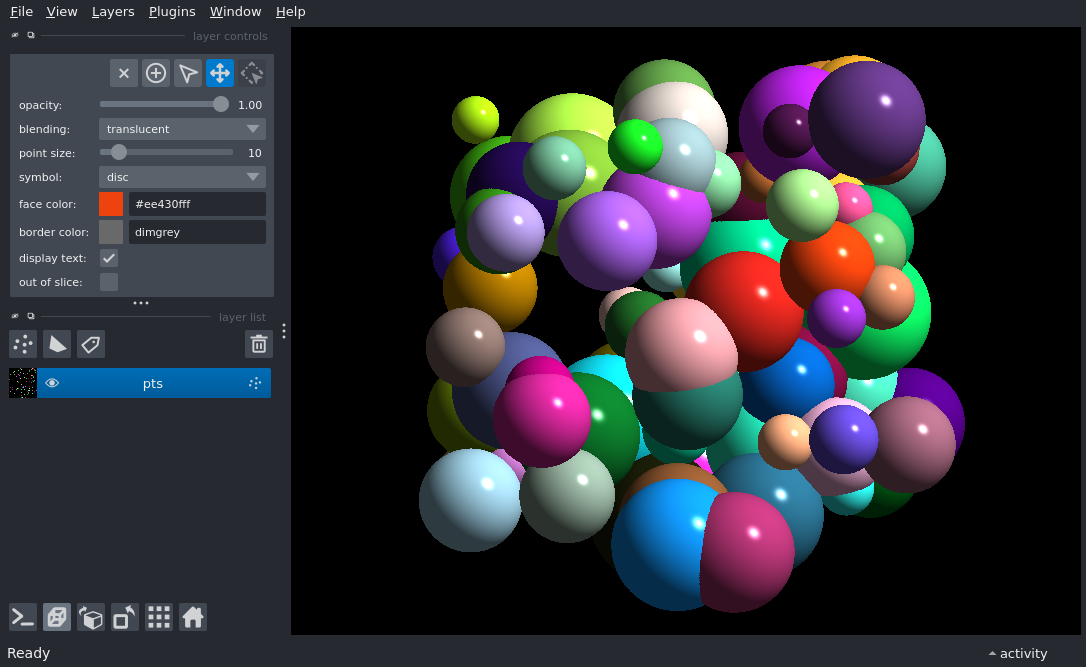 File View Layers Plugins Window Help
layer controls
opacity: 1.00
blending: translucent
point size: 10
symbol: disc
face color: #ee430fff
border color: dimgrey
display text:
out of slice:
layer list
pts
Ready
activity